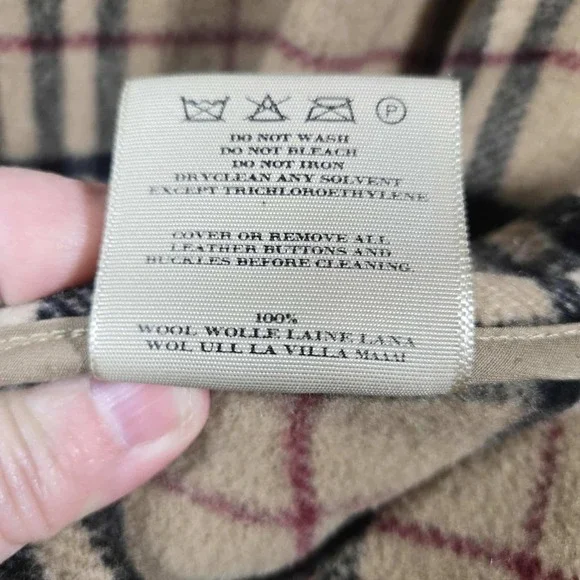 P
DO NOT WASH
DO NOT BLEACH
DO NOT IRON
DRYCLEAN ANY SOLVENT
EXCEPT TRICHLOROETHYLENE
COVER OR REMOVE ALL
LEATHER BUTTONS AND
BUCKLES BEFORE CLEANING
100%
WOOL WOLLE LAINE LANA
WOL ULL LA VILLA MAAAI